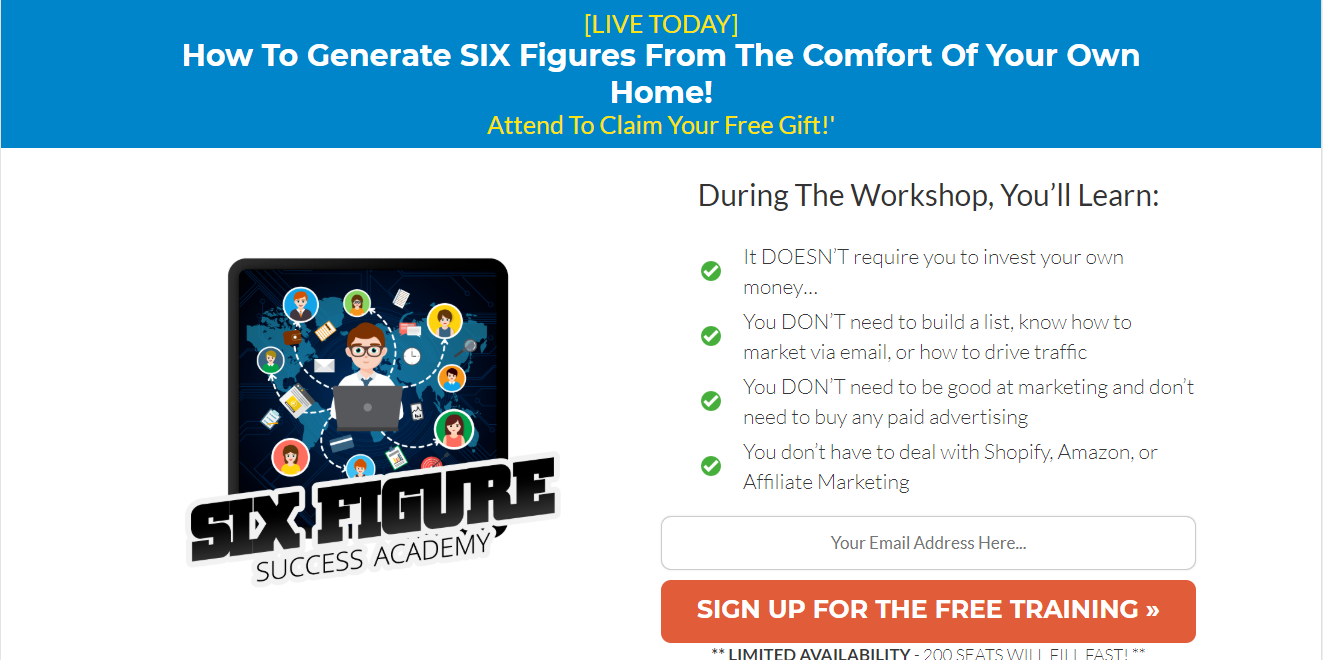 [LIVE TODAY]
How To Generate SIX Figures From The Comfort Of Your Own
Home!
Attend To Claim Your Free Gift!'
During The Workshop, You’ll Learn:
It DOESN’T require you to invest your own
money…
You DON’T need to build a list, know how to
market via email, or how to drive traffic
You DON’T need to be good at marketing and don’t
need to buy any paid advertising
You don’t have to deal with Shopify, Amazon, or
Affiliate Marketing
SIX FIGURE
SUCCESS ACADEMY
Your Email Address Here...
SIGN UP FOR THE FREE TRAINING »
** LIMITED AVAILABILITY - 200 SEATS WILL FILL FAST! **